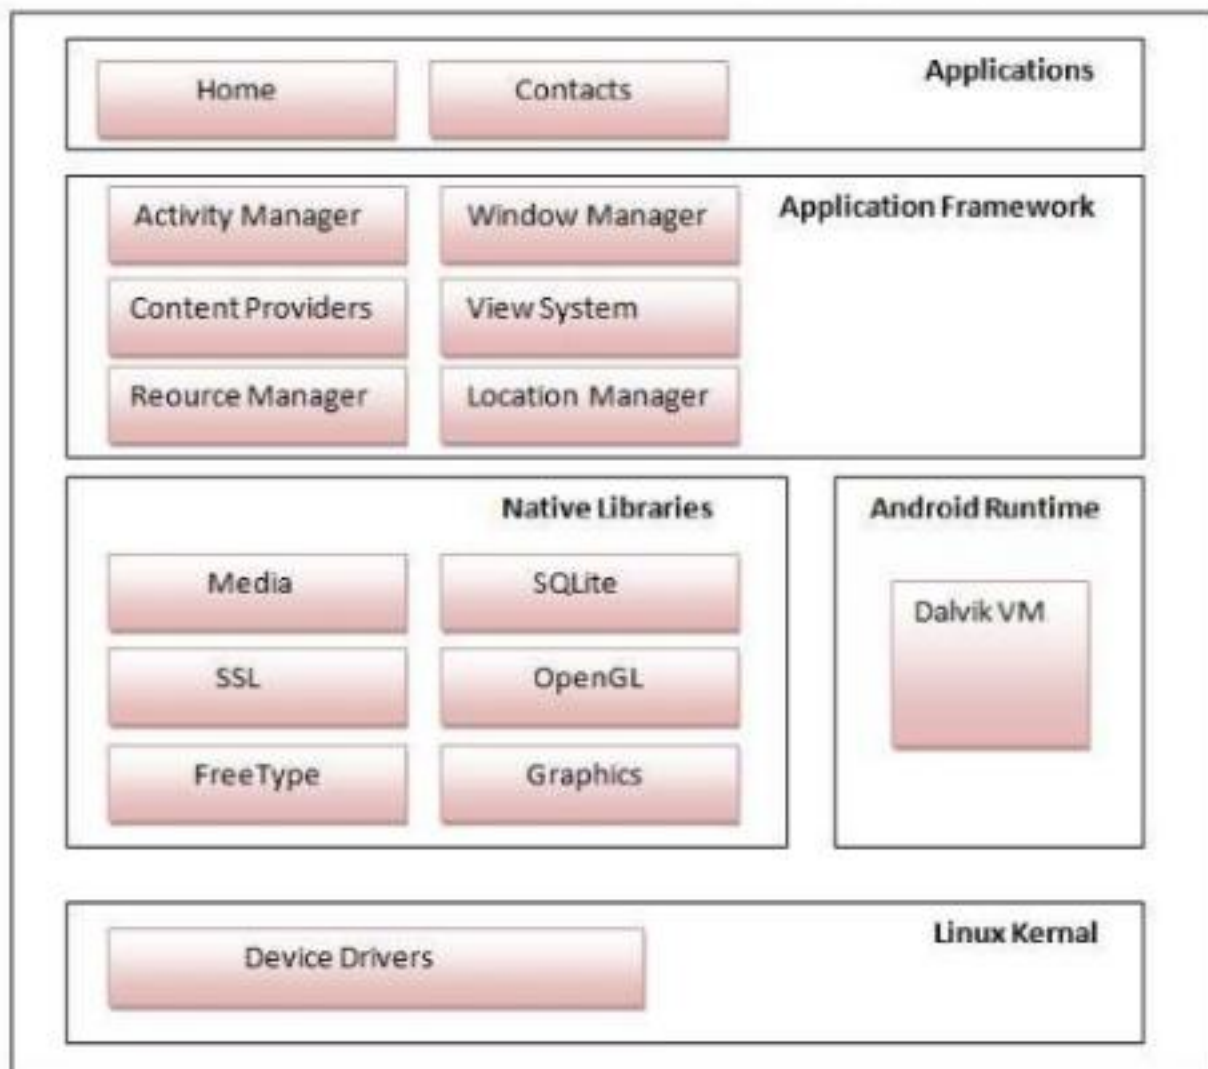 Applications
Home Contacts
Application Framework
Activity Manager Window Manager
Content Providers View System
Reource Manager Location Manager
Native Libraries
Media SQLite
SSL OpenGL
FreeType Graphics
Android Runtime
Dalvik VM
Linux Kernal
Device Drivers